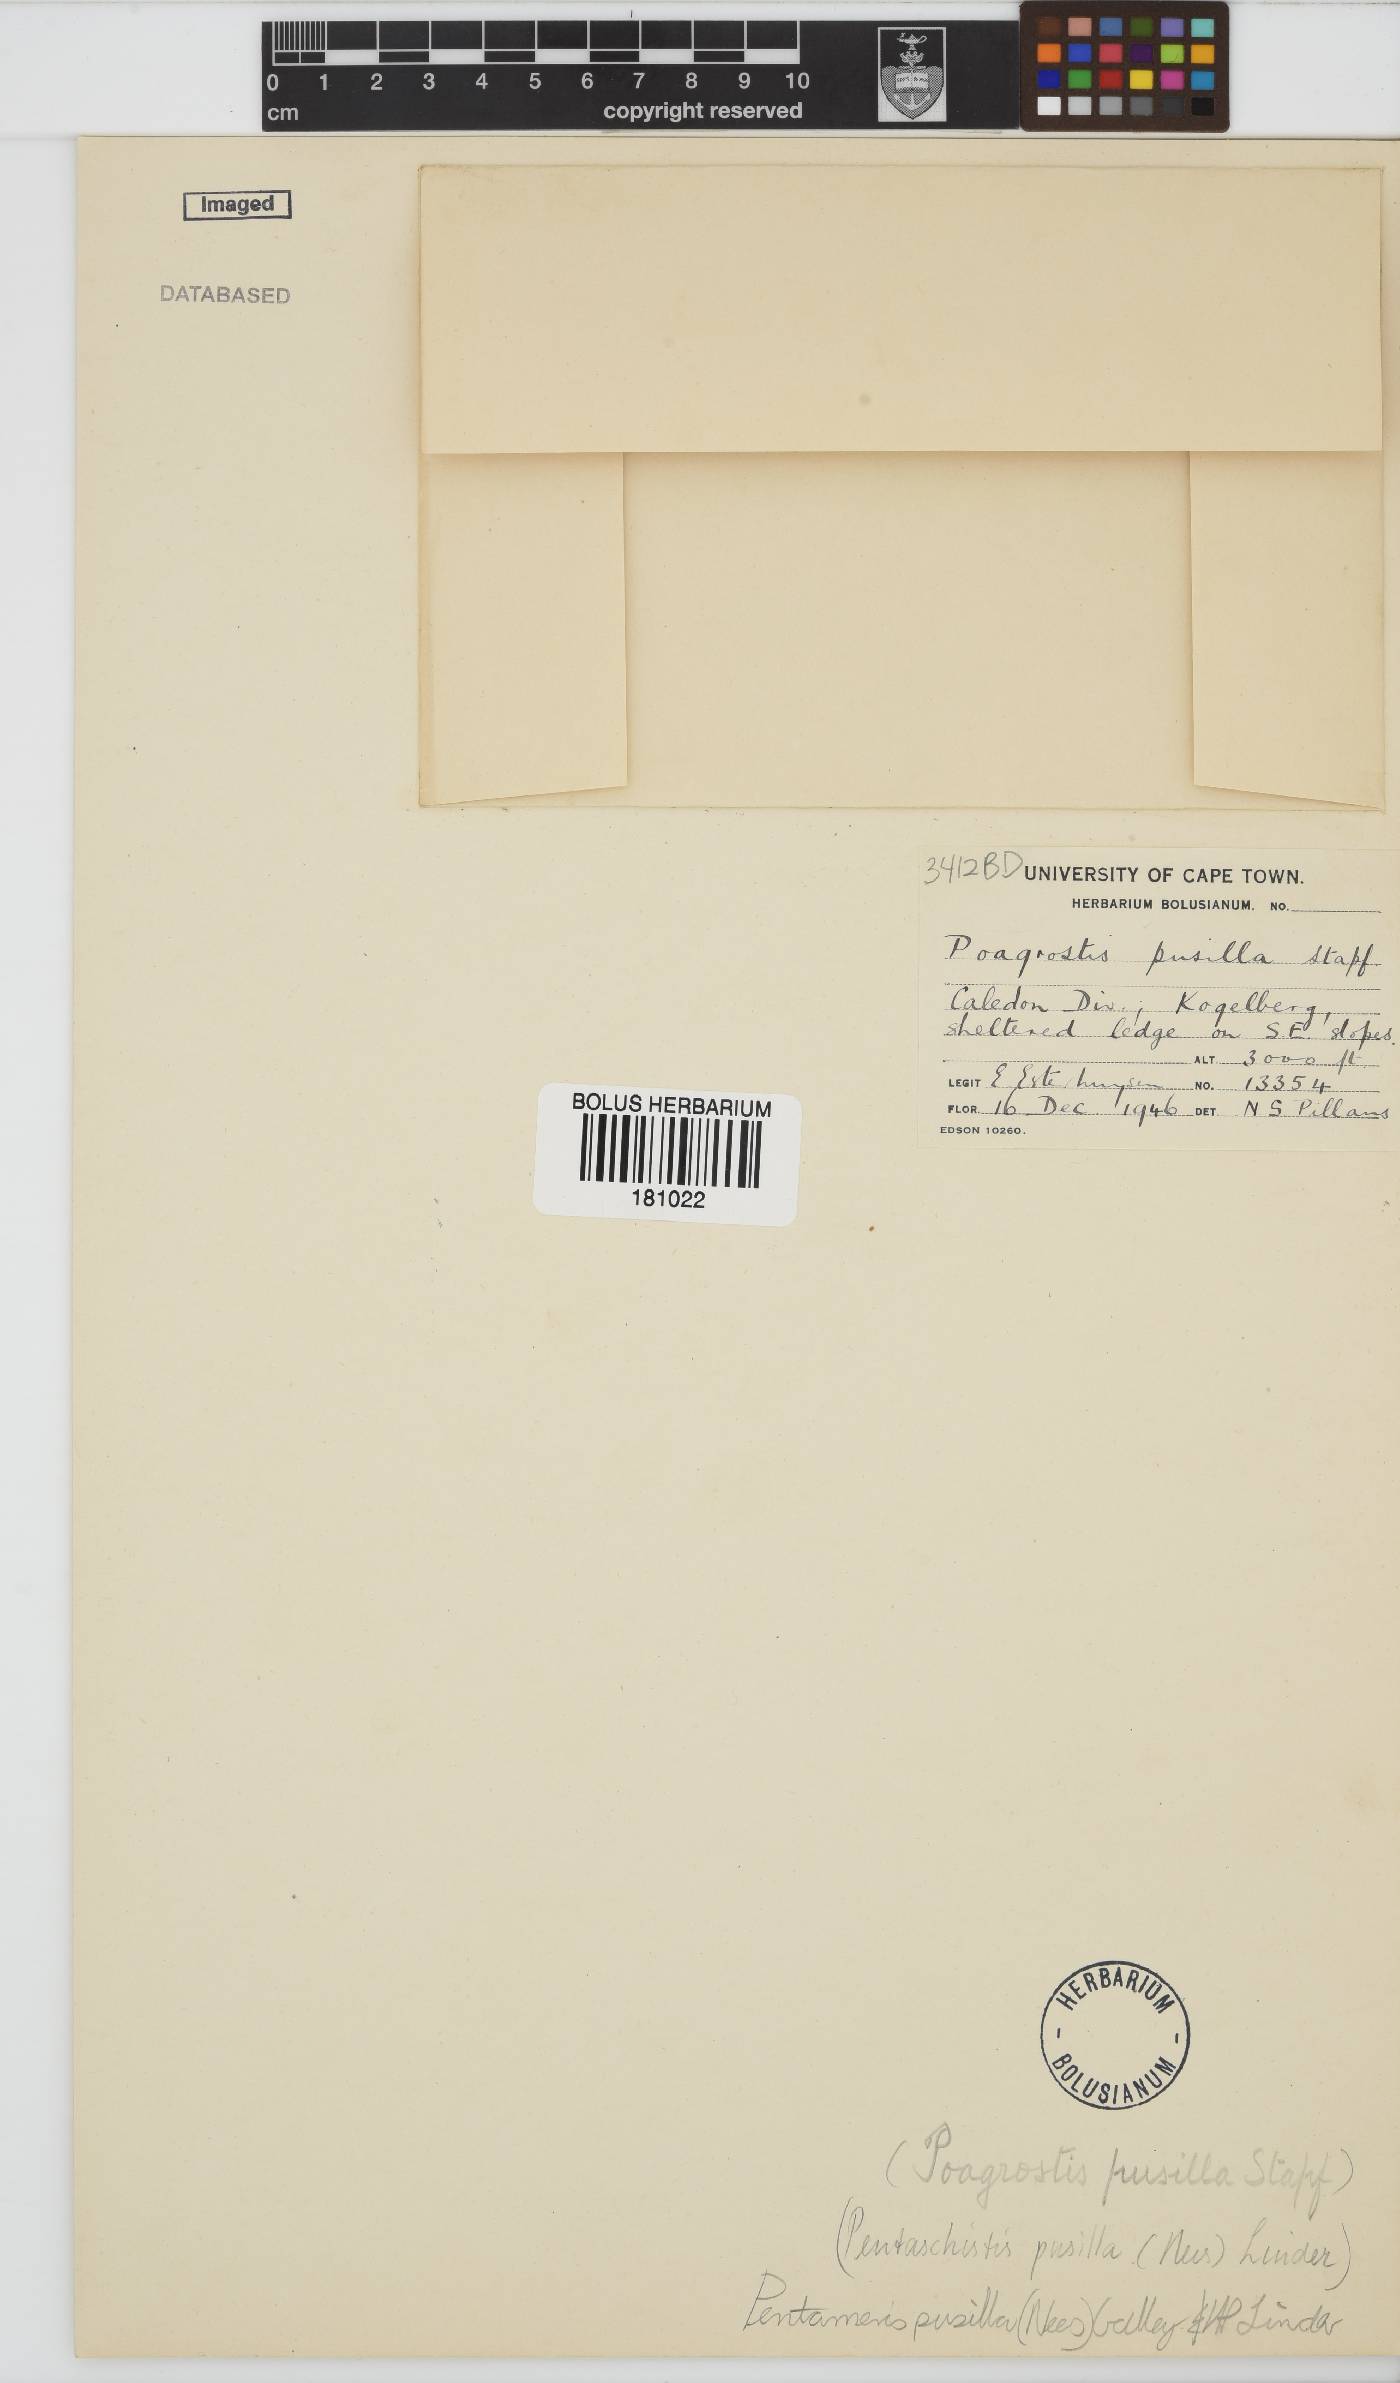 0 1 2 3 4 5 6 7 8 9 10
cm copyright reserved
Imaged
DATABASED
3412BD UNIVERSITY OF CAPE TOWN.
HERBARIUM BOLUSIANUM. NO.
Poagrostis pusilla Stapf
Caledon Div.; Kogelberg,
sheltered ledge on S.E. slopes.
ALT. 3000 ft.
LEGIT E Esterhuysen NO. 13354
FLOR. 16 Dec. 1946 DET. N S Pillans
EDSON 10260.
BOLUS HERBARIUM
181022
HERBARIUM
- -
BOLUSIANUM
(Poagrostis pusilla Stapf)
(Pentaschistis pusilla (Nees) Linder)
Pentameris pusilla (Nees) Galley & HP Linder